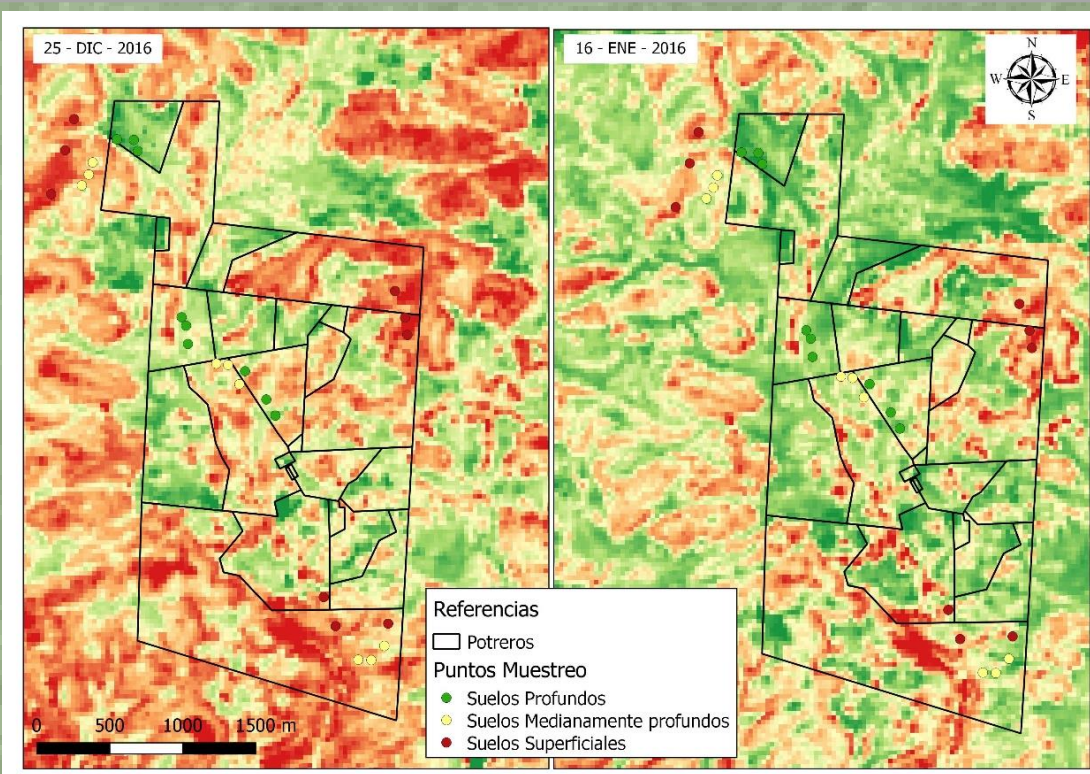 25 - DIC - 2016
16 - ENE - 2016
N
W E
S
Referencias
Potreros
Puntos Muestreo
Suelos Profundos
Suelos Medianamente profundos
Suelos Superficiales
0 500 1000 1500 m